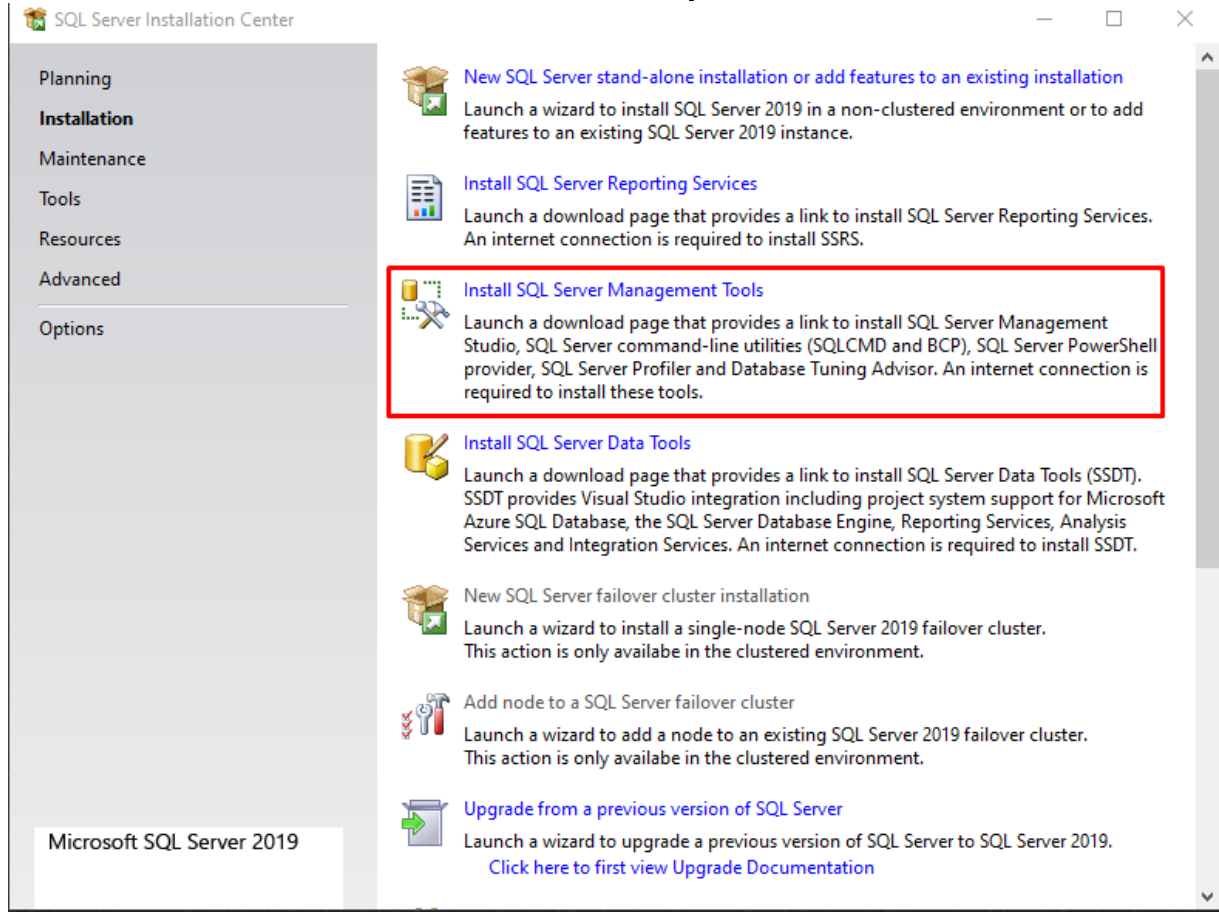 SQL Server Installation Center
Planning
Installation
Maintenance
Tools
Resources
Advanced
Options
Microsoft SQL Server 2019
New SQL Server stand-alone installation or add features to an existing installation
Launch a wizard to install SQL Server 2019 in a non-clustered environment or to add
features to an existing SQL Server 2019 instance.
Install SQL Server Reporting Services
Launch a download page that provides a link to install SQL Server Reporting Services.
An internet connection is required to install SSRS.
Install SQL Server Management Tools
Launch a download page that provides a link to install SQL Server Management
Studio, SQL Server command-line utilities (SQLCMD and BCP), SQL Server PowerShell
provider, SQL Server Profiler and Database Tuning Advisor. An internet connection is
required to install these tools.
Install SQL Server Data Tools
Launch a download page that provides a link to install SQL Server Data Tools (SSDT).
SSDT provides Visual Studio integration including project system support for Microsoft
Azure SQL Database, the SQL Server Database Engine, Reporting Services, Analysis
Services and Integration Services. An internet connection is required to install SSDT.
New SQL Server failover cluster installation
Launch a wizard to install a single-node SQL Server 2019 failover cluster.
This action is only availabe in the clustered environment.
Add node to a SQL Server failover cluster
Launch a wizard to add a node to an existing SQL Server 2019 failover cluster.
This action is only availabe in the clustered environment.
Upgrade from a previous version of SQL Server
Launch a wizard to upgrade a previous version of SQL Server to SQL Server 2019.
Click here to first view Upgrade Documentation